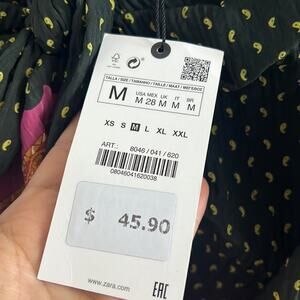 TALLA / SIZE / TAMANHO / TAILLE / MAAT / ΜΕΓΕΘΟΣ
M
USA MEX UK IT BR
M 28 M M M
XS S M L XL XXL
ART.: 8046 / 041 / 620
08046041620038
$ 45.90
www.zara.com
EAC